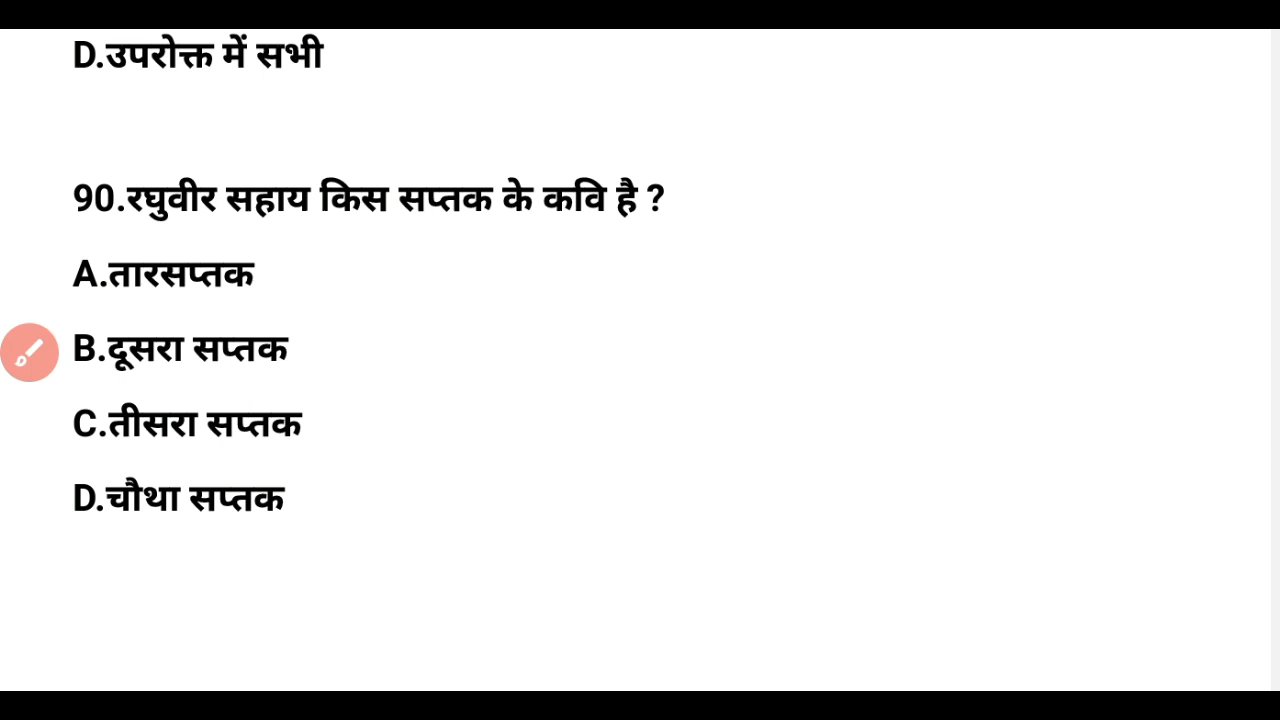 D.उपरोक्त में सभी
90.रघुवीर सहाय किस सप्तक के कवि है ?
A.तारसप्तक
B.दूसरा सप्तक
C.तीसरा सप्तक
D.चौथा सप्तक